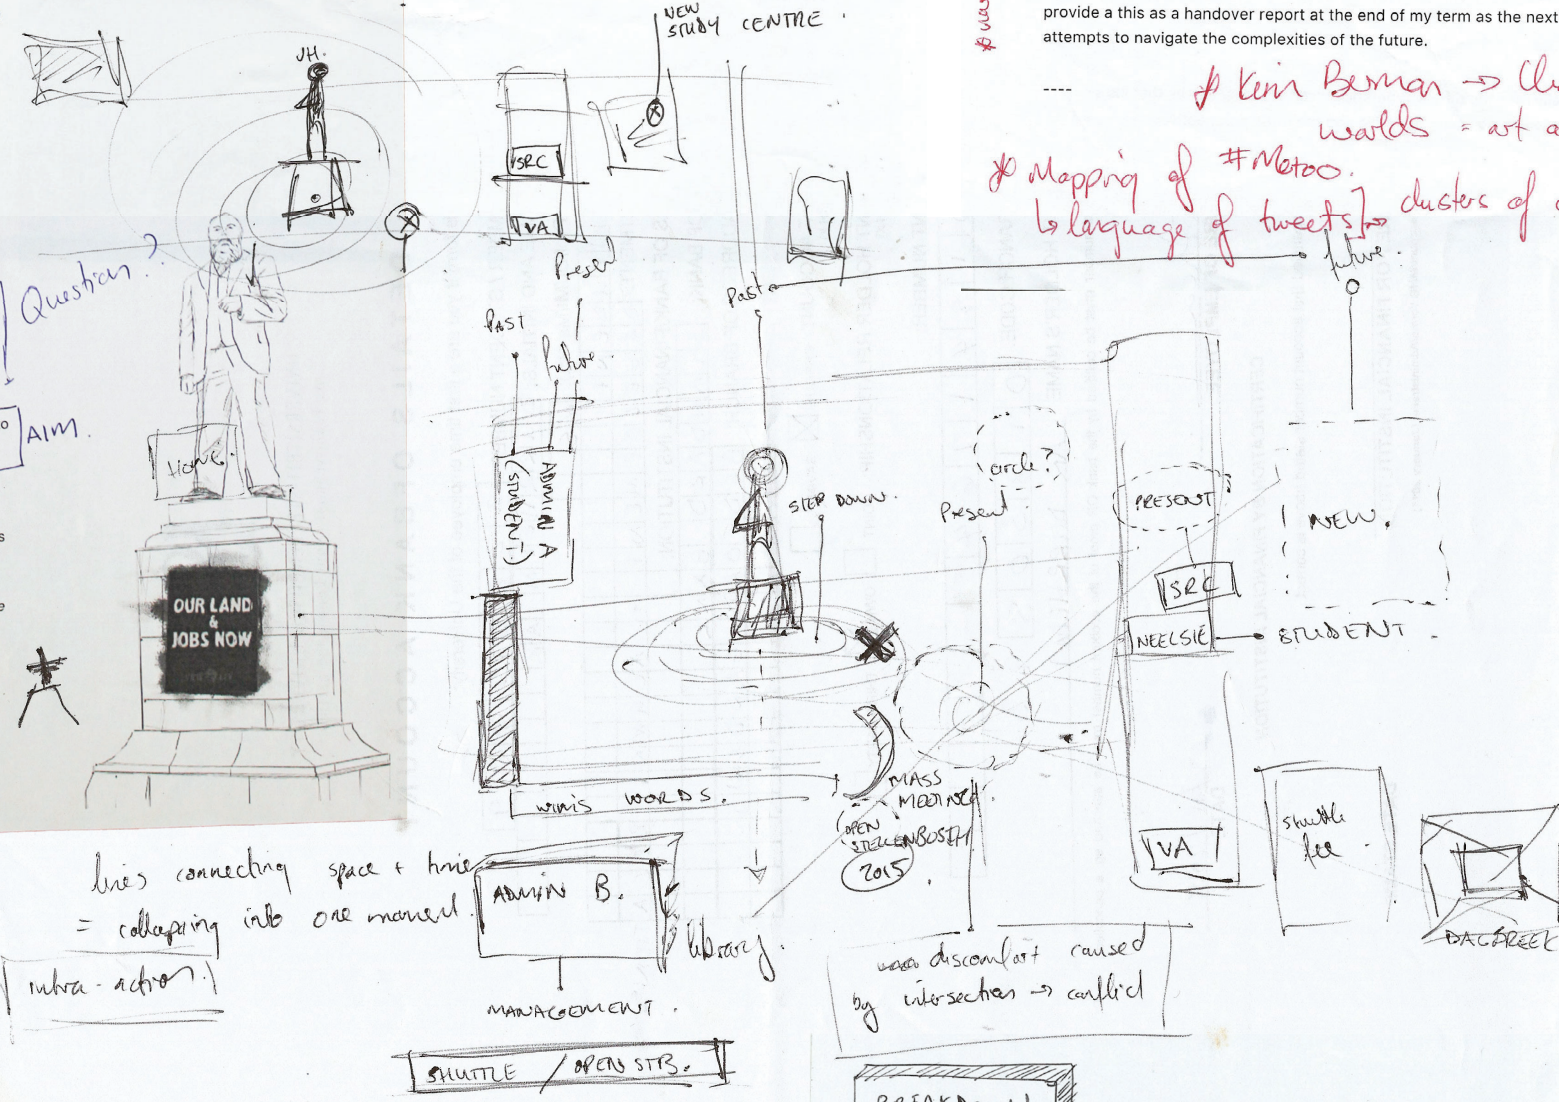 NEW
STUDY CENTRE.
provide a this as a handover report at the end of my term as the next
attempts to navigate the complexities of the future.
----
JH.
Kim Berman →
worlds = art
Mapping of #Metoo.
↳ language of tweets] → clusters of
SRC
VA
Present
Question?
Past
future.
PAST
future.
AIM.
HOME.
ADMIN A
(STUDENT)
STEP DOWN.
circle?
Present
PRESENT
NEW.
SRC
NEELSIE
STUDENT.
OUR LAND
&
JOBS NOW
WORDS.
MASS
MEETING.
OPEN
STELLENBOSCH
2015
VA
shuttle
fee.
lines connecting space + time
= collapsing into one moment.
intra-action.
ADMIN B.
library.
DAGBREEK
MANAGEMENT.
discomfort caused
by intersection → conflict
SHUTTLE / OPEN STB.
BREAKDOWN